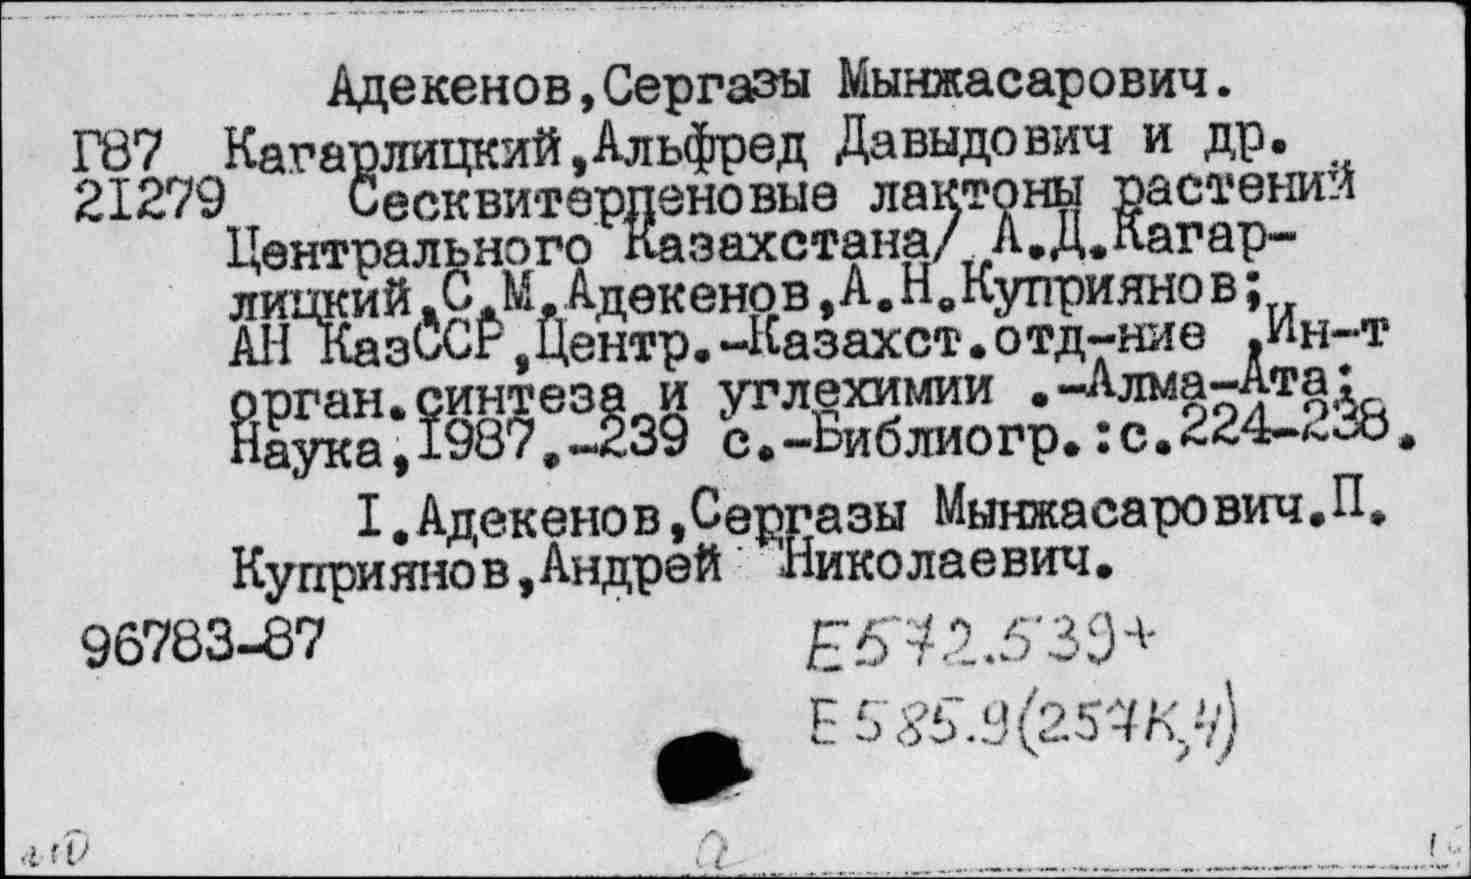 Адекенов,Сергазы Мынжасарович.
Г87 Кагарлицкий,Альфред Давыдович и др.
21279 Сесквитерпеновые лактоны растений
Центрального Казахстана/ А.Д.Кагар-
лицкий,С.М.Адекенов,А.Н.Куприянов;
АН КазССР,Центр.-Казахст.отд-ние ,Ин-т
орган.синтеза и углехимии .-Алма-Ата:
Наука,1987.-239 с.-Библиогр.:с.224-238.
I.Адекенов,Сергазы Мынжасарович.П.
Куприянов,Андрей Николаевич.
96783-87 Е572.539+
Е585.9(254К,4)
а